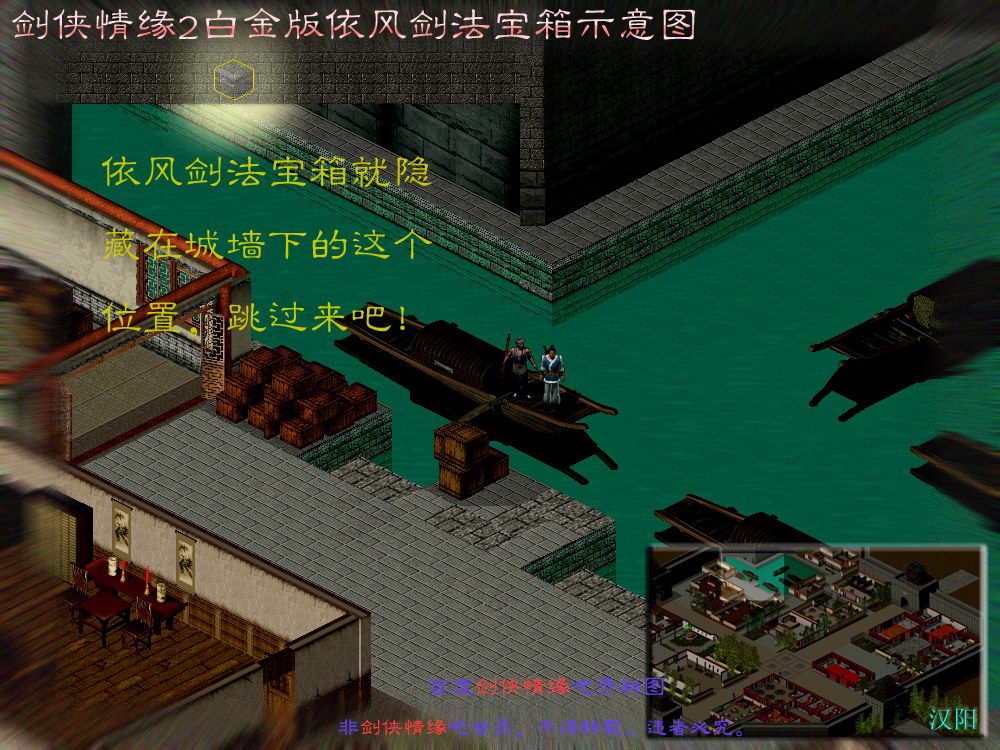 剑侠情缘2白金版依风剑法宝箱示意图
依风剑法宝箱就隐
藏在城墙下的这个
位置，跳过来吧！
百度剑侠情缘吧资料图
非剑侠情缘吧会员，不得转载，违者必究。
汉阳